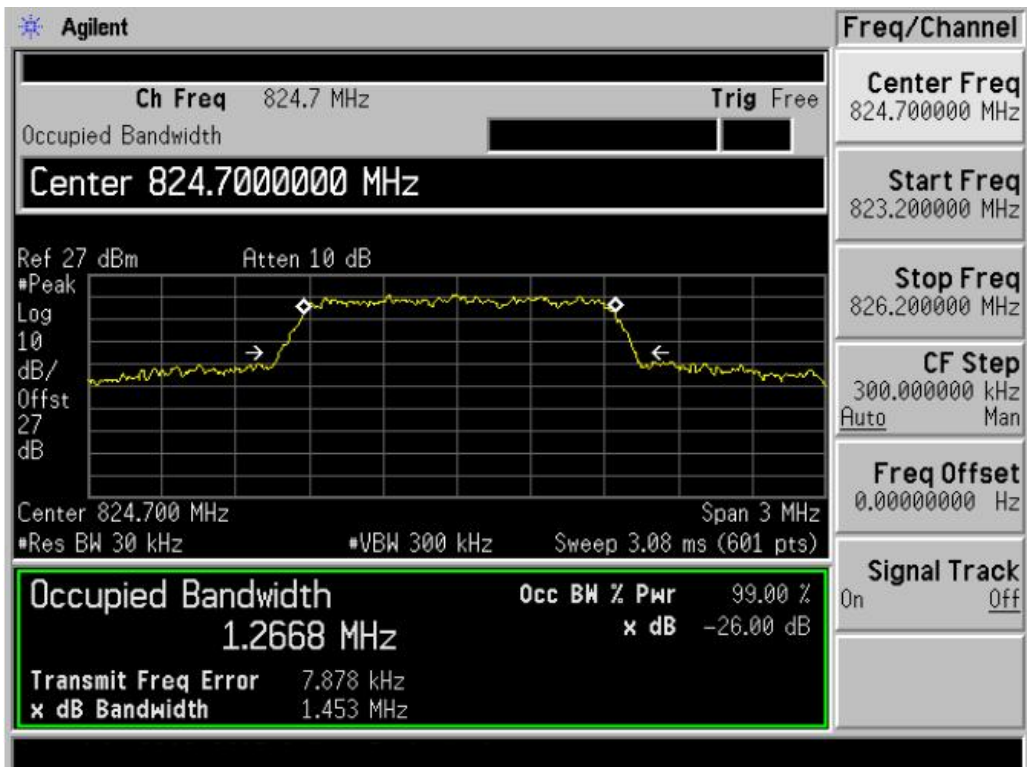 Agilent
Freq/Channel
Ch Freq 824.7 MHz Trig Free
Occupied Bandwidth
Center 824.7000000 MHz
Ref 27 dBm Atten 10 dB
#Peak
Log
10
dB/
Offst
27
dB
Center 824.700 MHz Span 3 MHz
#Res BW 30 kHz #VBW 300 kHz Sweep 3.08 ms (601 pts)
Occupied Bandwidth Occ BW % Pwr 99.00 %
1.2668 MHz x dB -26.00 dB
Transmit Freq Error 7.878 kHz
x dB Bandwidth 1.453 MHz
Center Freq
824.700000 MHz
Start Freq
823.200000 MHz
Stop Freq
826.200000 MHz
CF Step
300.000000 kHz
Auto Man
Freq Offset
0.00000000 Hz
Signal Track
On Off